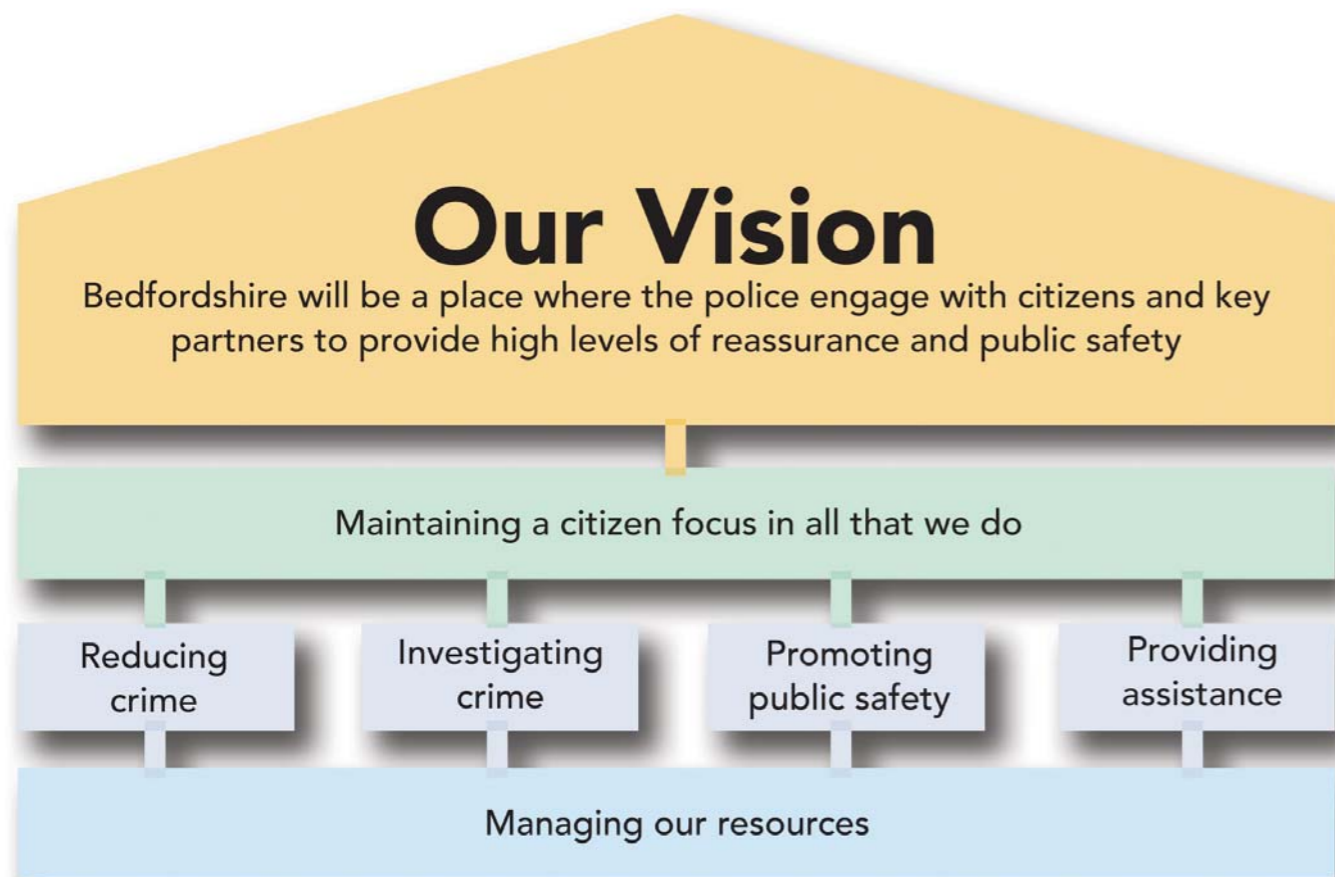 Our Vision
Bedfordshire will be a place where the police engage with citizens and key
partners to provide high levels of reassurance and public safety
Maintaining a citizen focus in all that we do
Reducing
crime
Investigating
crime
Promoting
public safety
Providing
assistance
Managing our resources